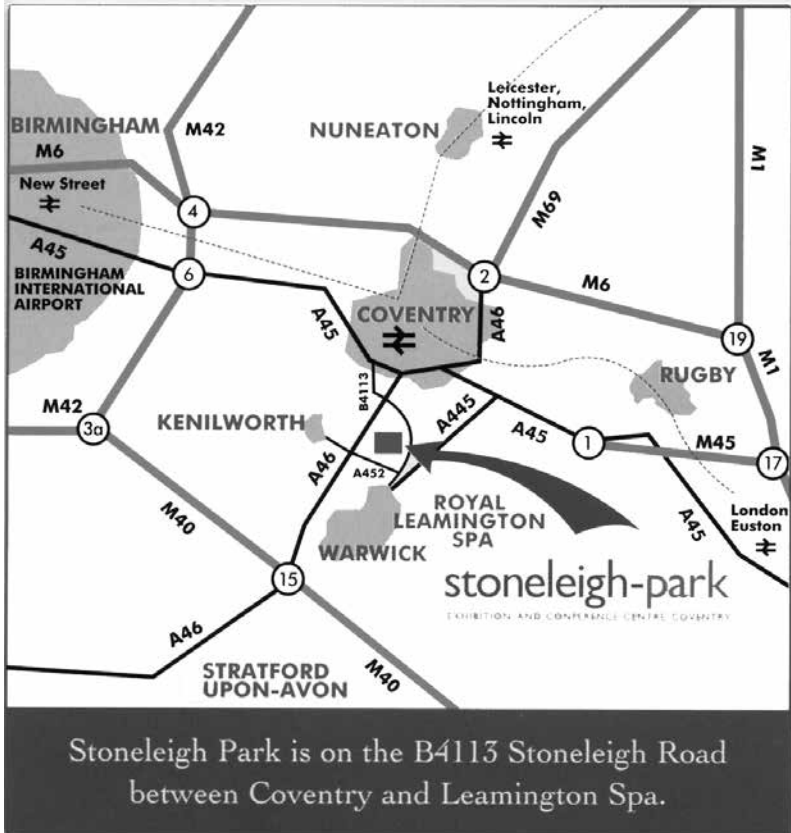 Leicester,
Nottingham,
Lincoln
BIRMINGHAM
M42
NUNEATON
M6
M1
New Street
4
M69
A45
BIRMINGHAM
INTERNATIONAL
AIRPORT
6
2
M6
A45
COVENTRY
A46
19
M1
RUGBY
B4113
M42
3a
KENILWORTH
A445
A45
1
M45
17
A46
A452
M40
ROYAL
LEAMINGTON
SPA
WARWICK
London
Euston
A45
15
stoneleigh-park
EXHIBITION AND CONFERENCE CENTRE COVENTRY
A46
STRATFORD
UPON-AVON
M40
Stoneleigh Park is on the B4113 Stoneleigh Road
between Coventry and Leamington Spa.